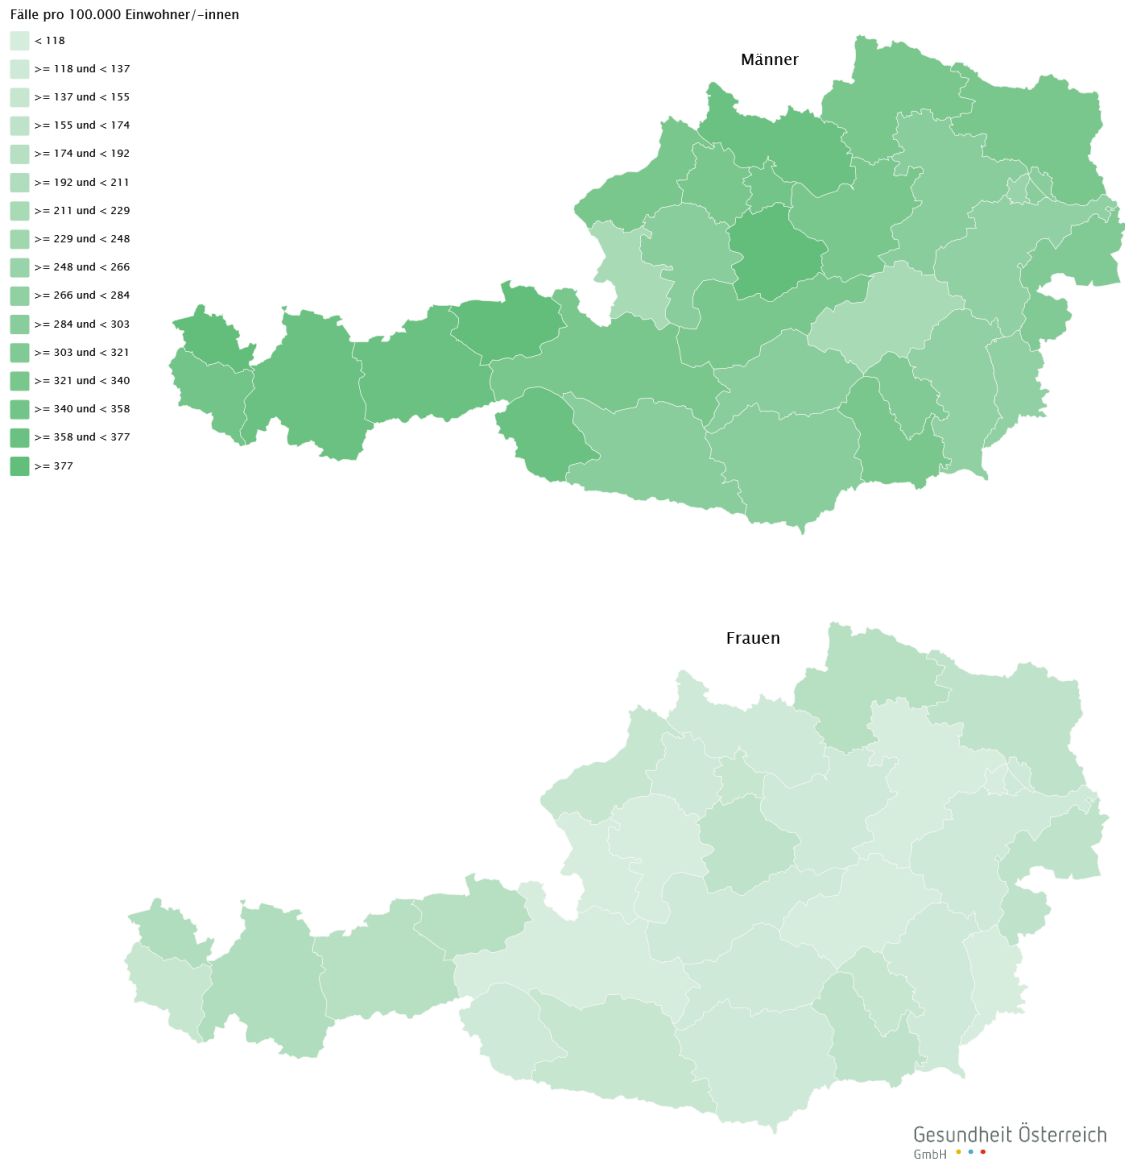 Fälle pro 100.000 Einwohner/-innen
< 118
>= 118 und < 137
>= 137 und < 155
>= 155 und < 174
>= 174 und < 192
>= 192 und < 211
>= 211 und < 229
>= 229 und < 248
>= 248 und < 266
>= 266 und < 284
>= 284 und < 303
>= 303 und < 321
>= 321 und < 340
>= 340 und < 358
>= 358 und < 377
>= 377
Männer
Frauen
Gesundheit Österreich
GmbH